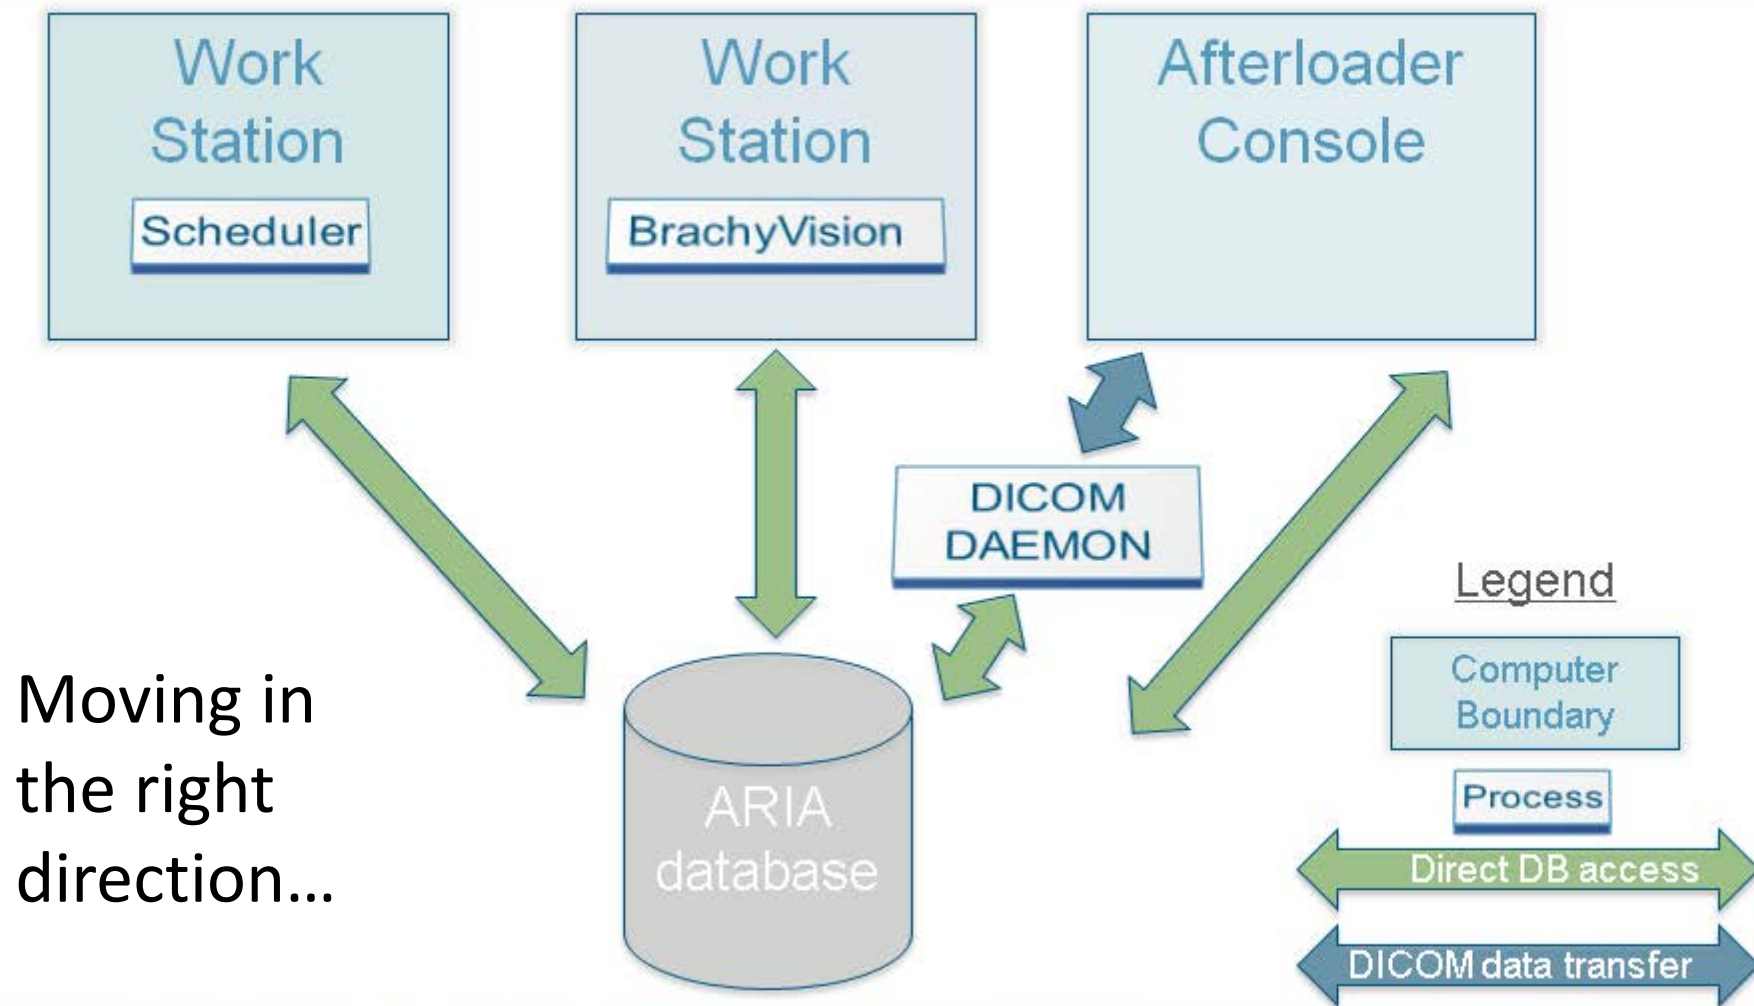 Work
Station
Scheduler
Work
Station
BrachyVision
Afterloader
Console
DICOM
DAEMON
ARIA
database
Moving in
the right
direction…
Legend
Computer
Boundary
Process
Direct DB access
DICOM data transfer